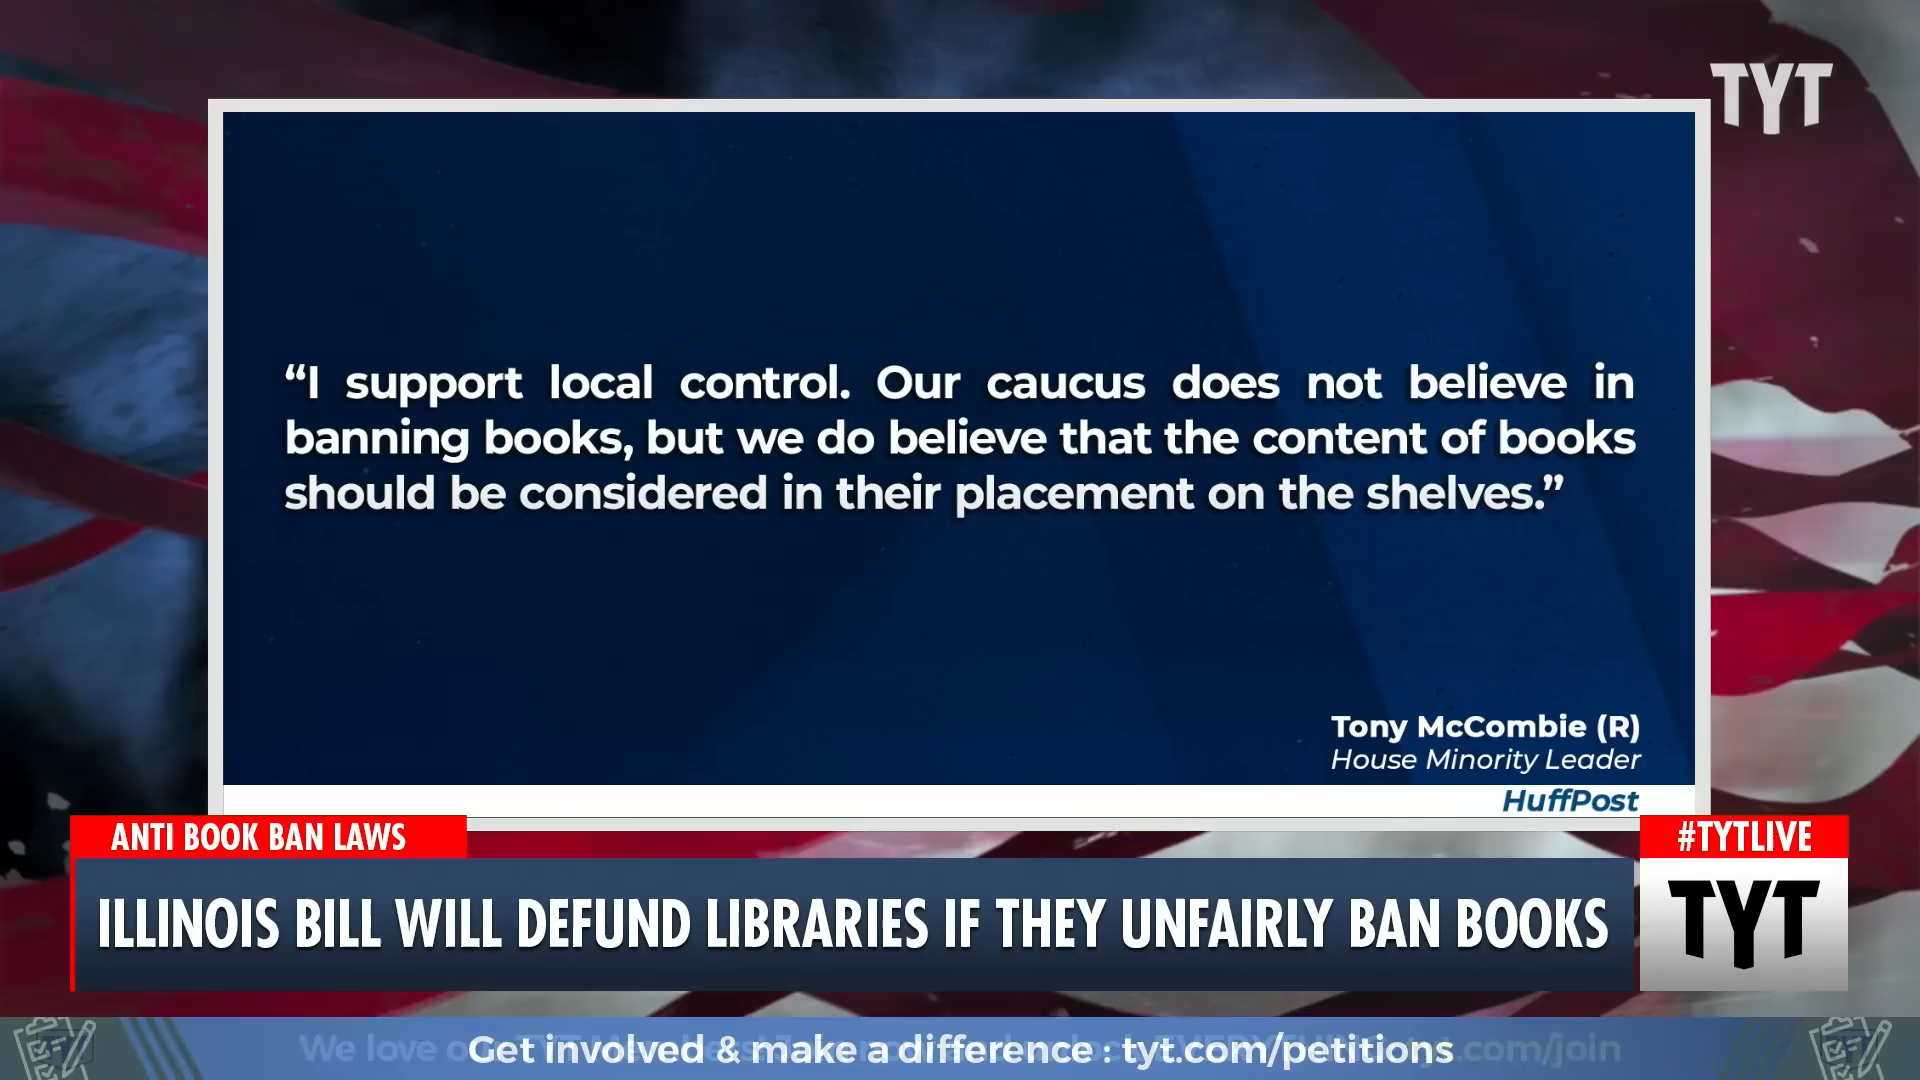 TYT
“I support local control. Our caucus does not believe in
banning books, but we do believe that the content of books
should be considered in their placement on the shelves.”
Tony McCombie (R)
House Minority Leader
HuffPost
ANTI BOOK BAN LAWS
#TYTLIVE
ILLINOIS BILL WILL DEFUND LIBRARIES IF THEY UNFAIRLY BAN BOOKS
TYT
Get involved & make a difference : tyt.com/petitions